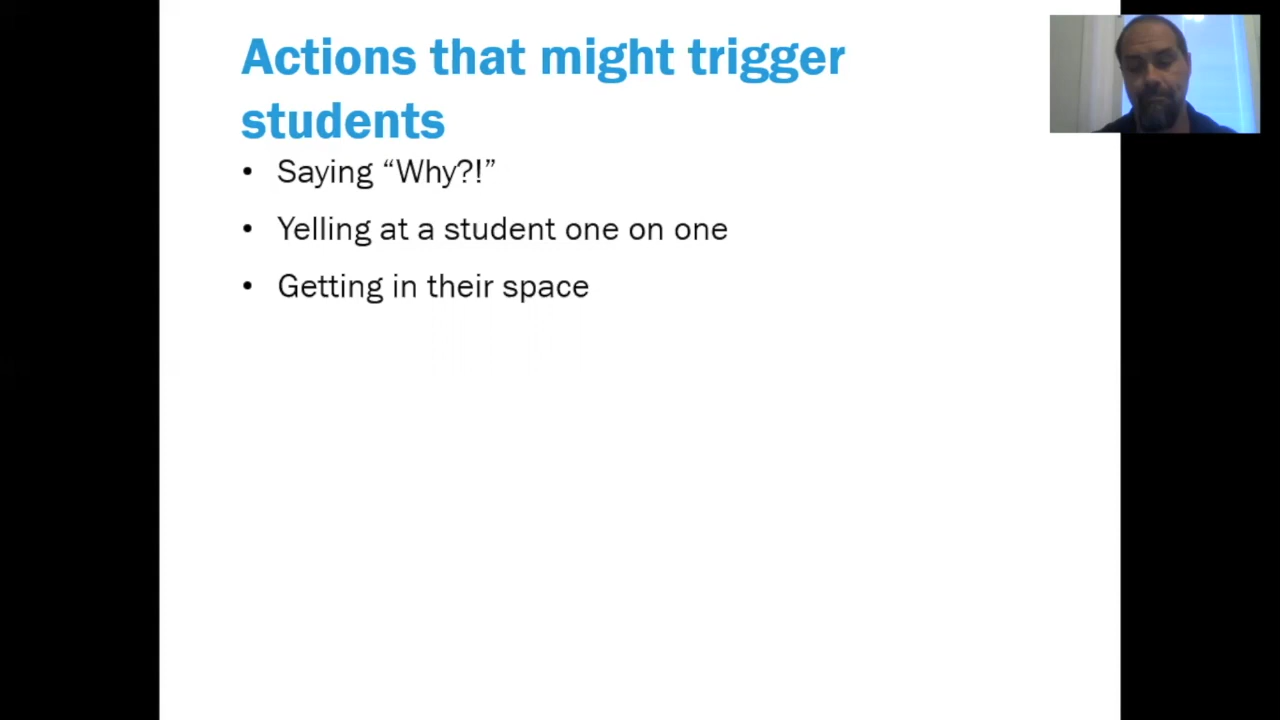 Actions that might trigger
students
• Saying “Why?!”
• Yelling at a student one on one
• Getting in their space